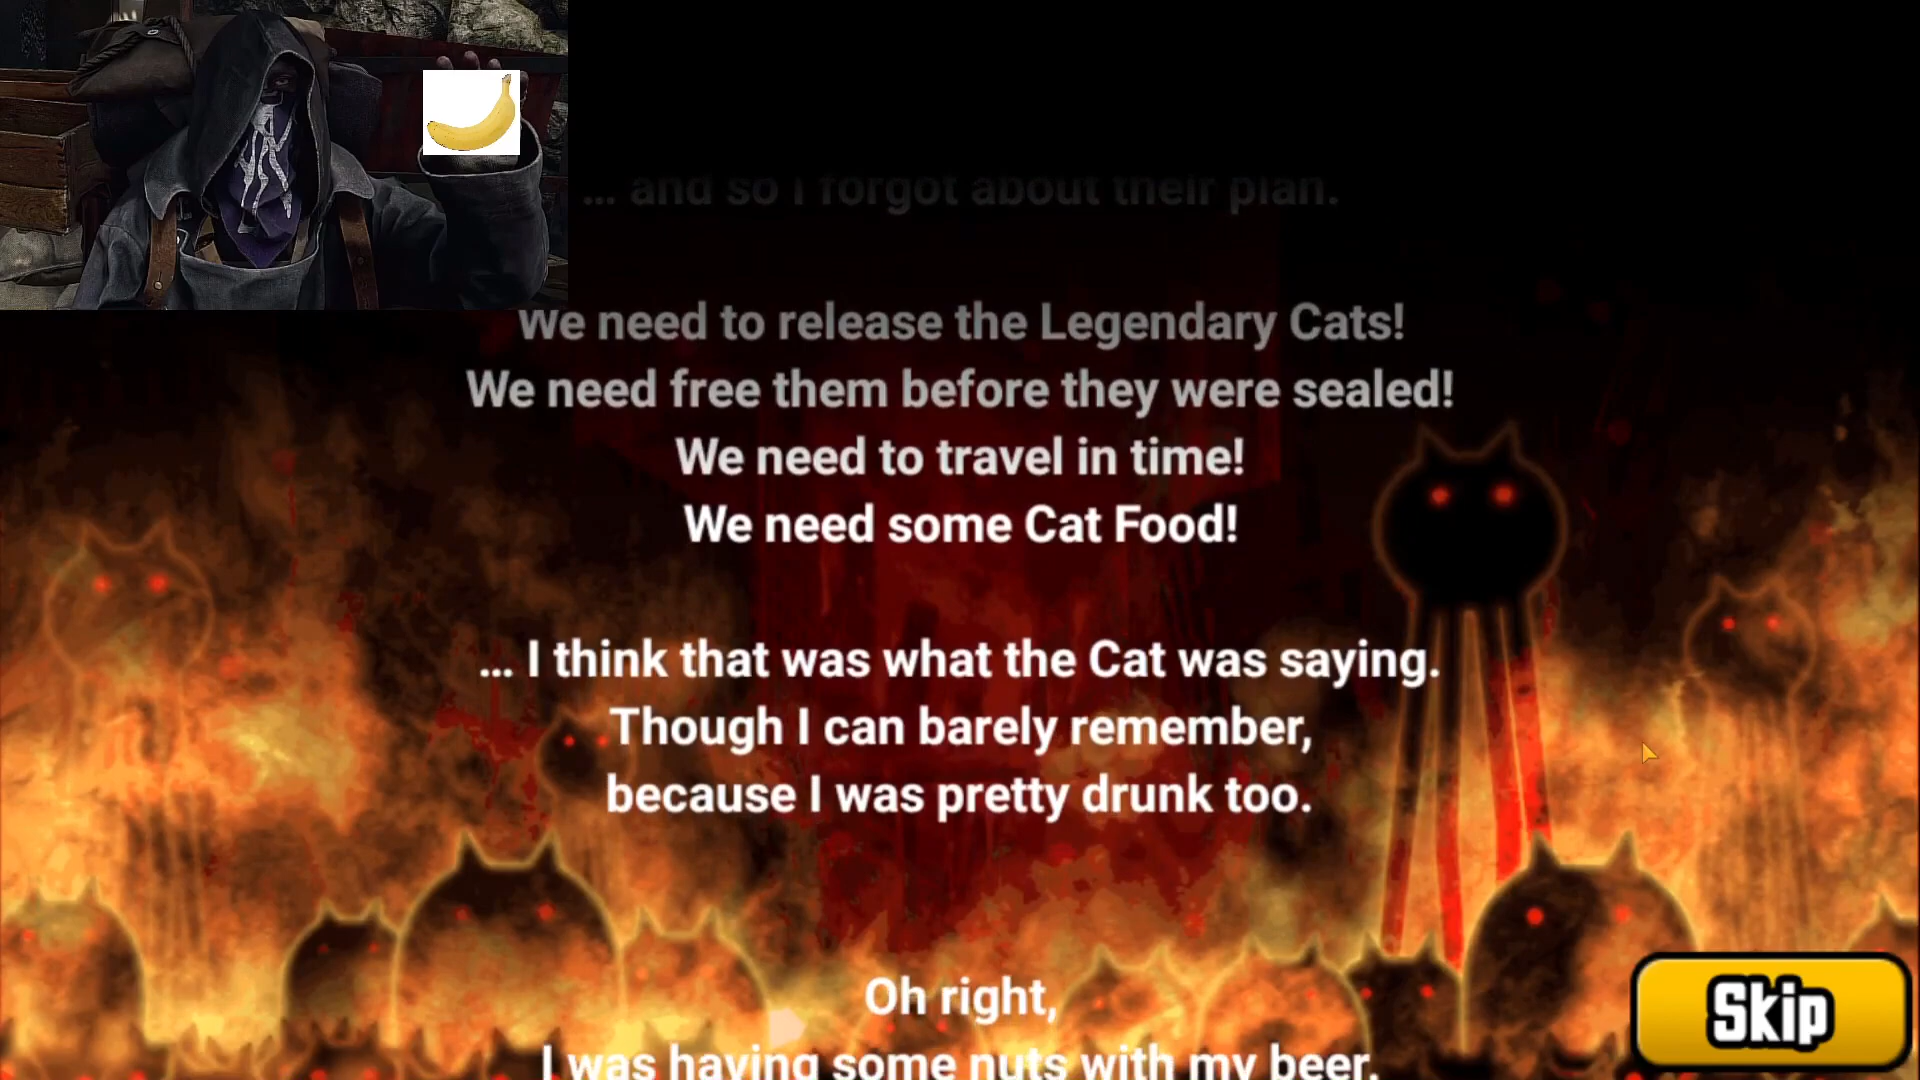 ... and so I forgot about their plan.
We need to release the Legendary Cats!
We need free them before they were sealed!
We need to travel in time!
We need some Cat Food!
... I think that was what the Cat was saying.
Though I can barely remember,
because I was pretty drunk too.
Oh right,
I was having some nuts with my beer.
Skip